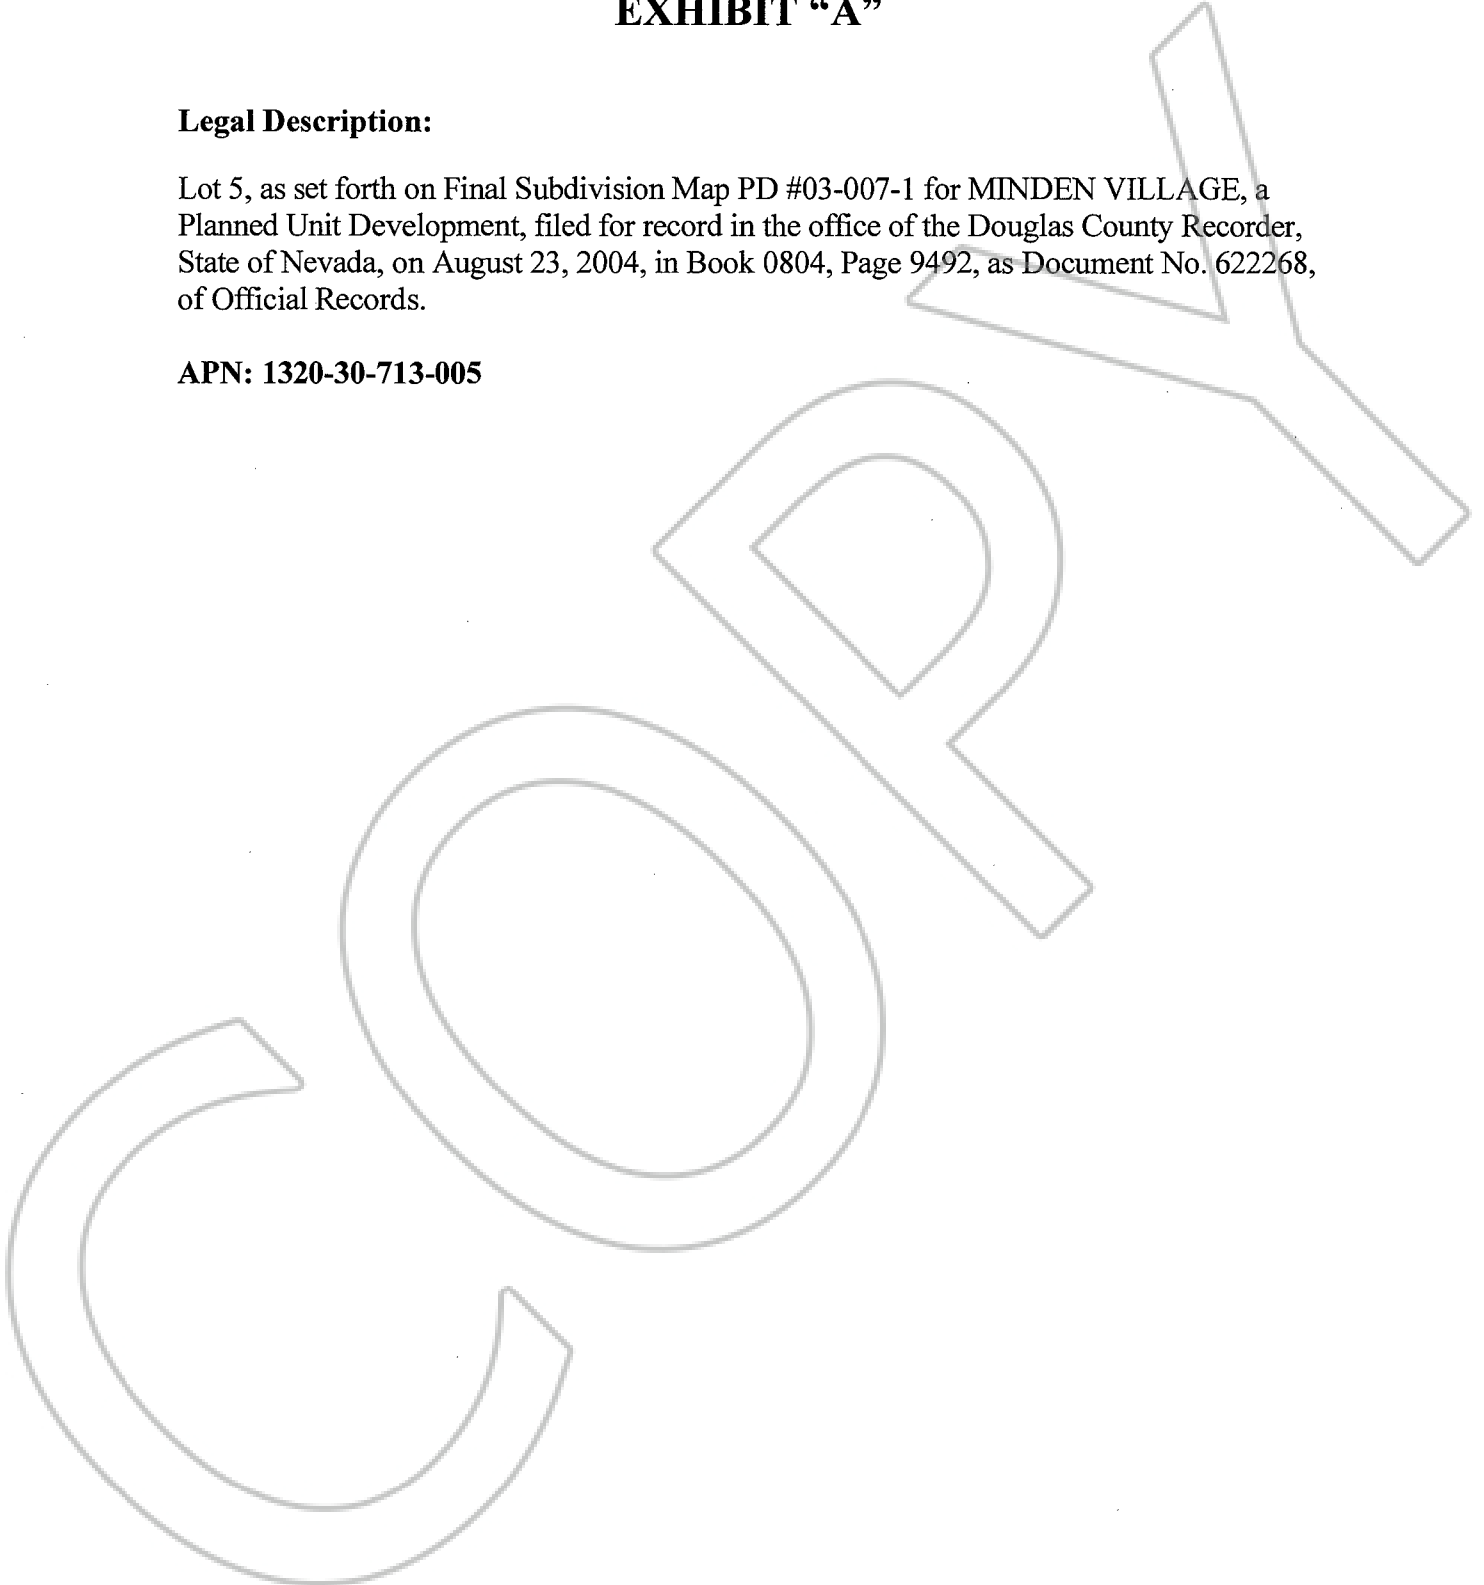 EXHIBIT “A”
Legal Description:
Lot 5, as set forth on Final Subdivision Map PD #03-007-1 for MINDEN VILLAGE, a
Planned Unit Development, filed for record in the office of the Douglas County Recorder,
State of Nevada, on August 23, 2004, in Book 0804, Page 9492, as Document No. 622268,
of Official Records.
APN: 1320-30-713-005
COPY